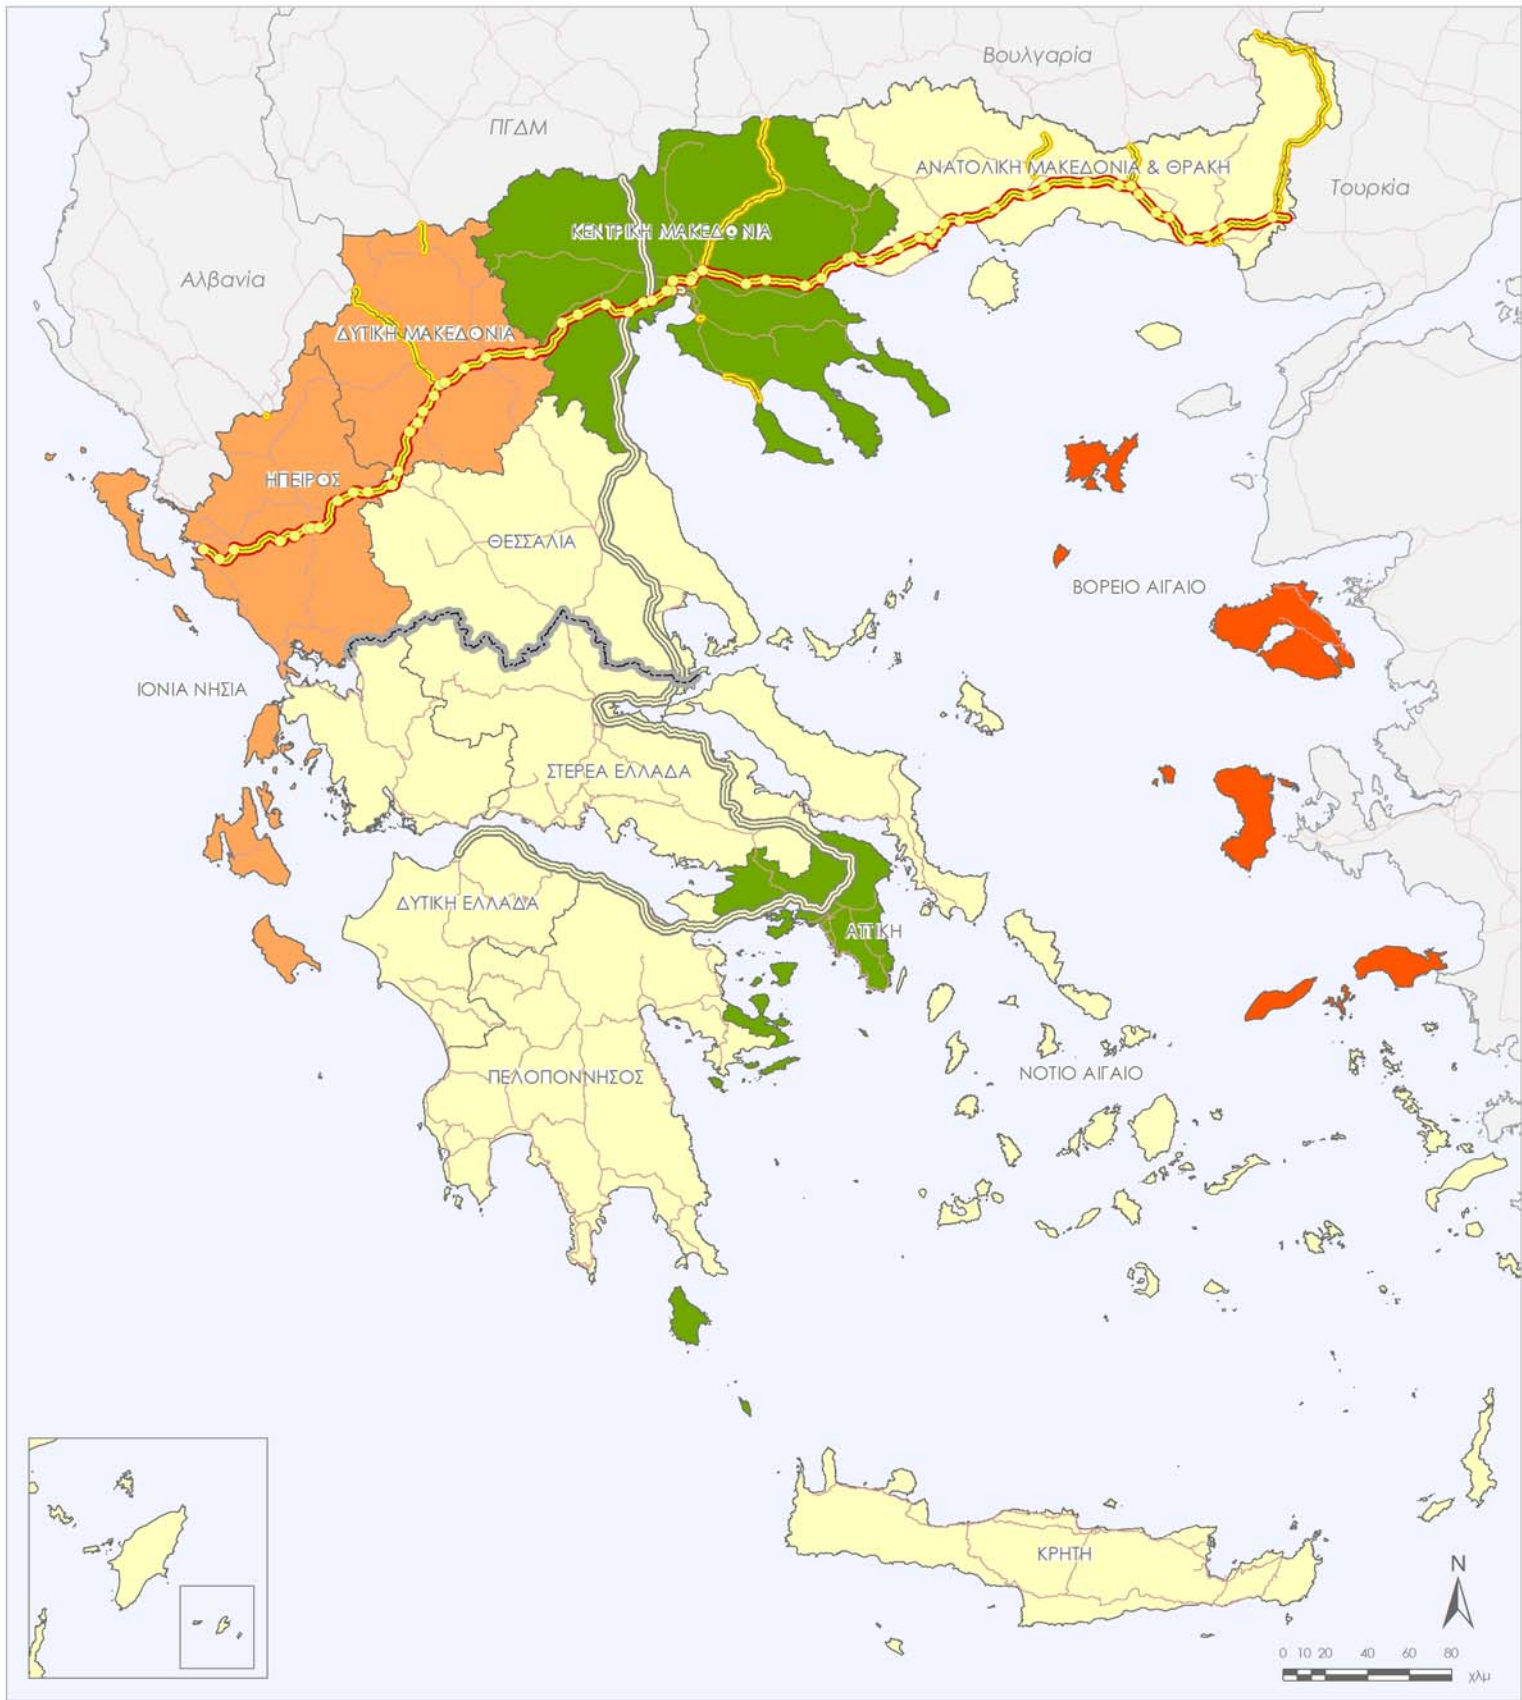 Βουλγαρία
ΠΓΔΜ
ΑΝΑΤΟΛΙΚΗ ΜΑΚΕΔΟΝΙΑ & ΘΡΑΚΗ
Τουρκία
ΚΕΝΤΡΙΚΗ ΜΑΚΕΔΟΝΙΑ
Αλβανία
ΔΥΤΙΚΗ ΜΑΚΕΔΟΝΙΑ
ΗΠΕΙΡΟΣ
ΘΕΣΣΑΛΙΑ
ΒΟΡΕΙΟ ΑΙΓΑΙΟ
ΙΟΝΙΑ ΝΗΣΙΑ
ΣΤΕΡΕΑ ΕΛΛΑΔΑ
ΔΥΤΙΚΗ ΕΛΛΑΔΑ
ΑΤΤΙΚΗ
ΝΟΤΙΟ ΑΙΓΑΙΟ
ΠΕΛΟΠΟΝΝΗΣΟΣ
ΚΡΗΤΗ
N
0 10 20 40 60 80
χλμ